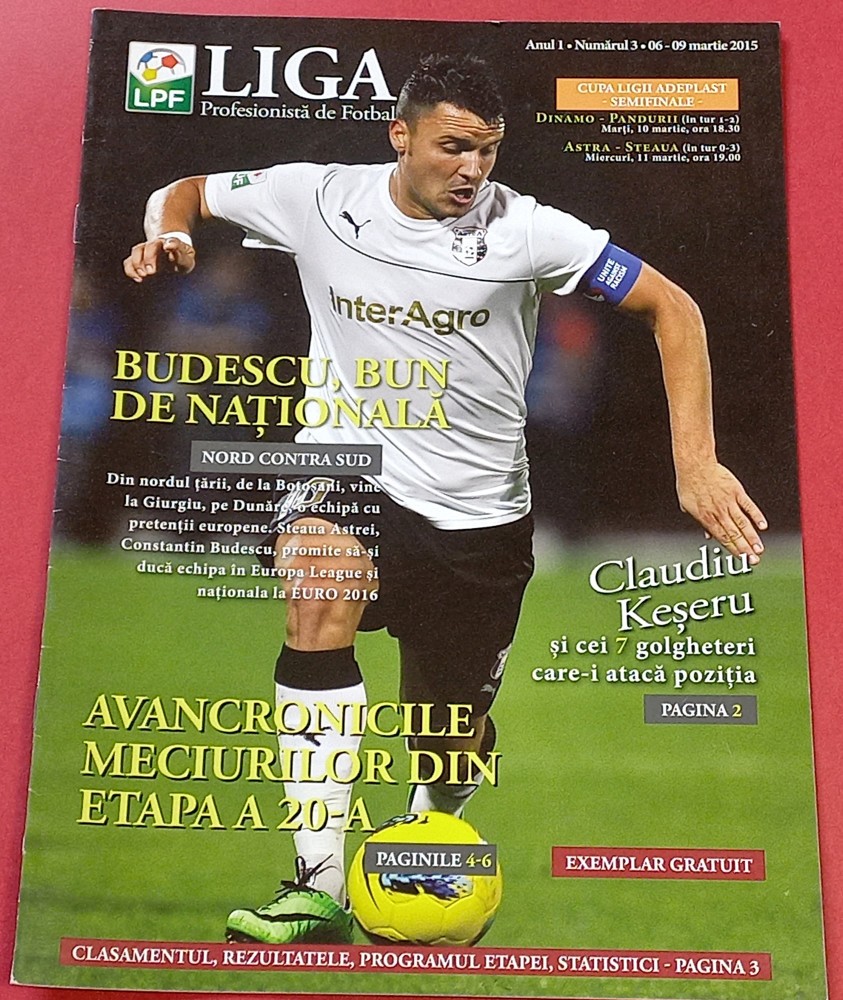 LPF
LIGA
Profesionistă de Fotbal
Anul 1 • Numărul 3 • 06 - 09 martie 2015
CUPA LIGII ADEPLAST
- SEMIFINALE -
DINAMO - PANDURII (în tur 1-2)
Marți, 10 martie, ora 18.30
ASTRA - STEAUA (în tur 0-3)
Miercuri, 11 martie, ora 19.00
ASTRA
UNITE
AGAINST
RACISM
InterAgro
BUDESCU, BUN
DE NAȚIONALĂ
NORD CONTRA SUD
Din nordul țării, de la Botoșani, vine
la Giurgiu, pe Dunăre, o echipă cu
pretenții europene. Steaua Astrei,
Constantin Budescu, promite să-și
ducă echipa în Europa League și
naționala la EURO 2016
Claudiu
Keșeru
și cei 7 golgheteri
care-i atacă poziția
PAGINA 2
AVANCRONICILE
MECIURILOR DIN
ETAPA A 20-A
PAGINILE 4-6
EXEMPLAR GRATUIT
CLASAMENTUL, REZULTATELE, PROGRAMUL ETAPEI, STATISTICI - PAGINA 3